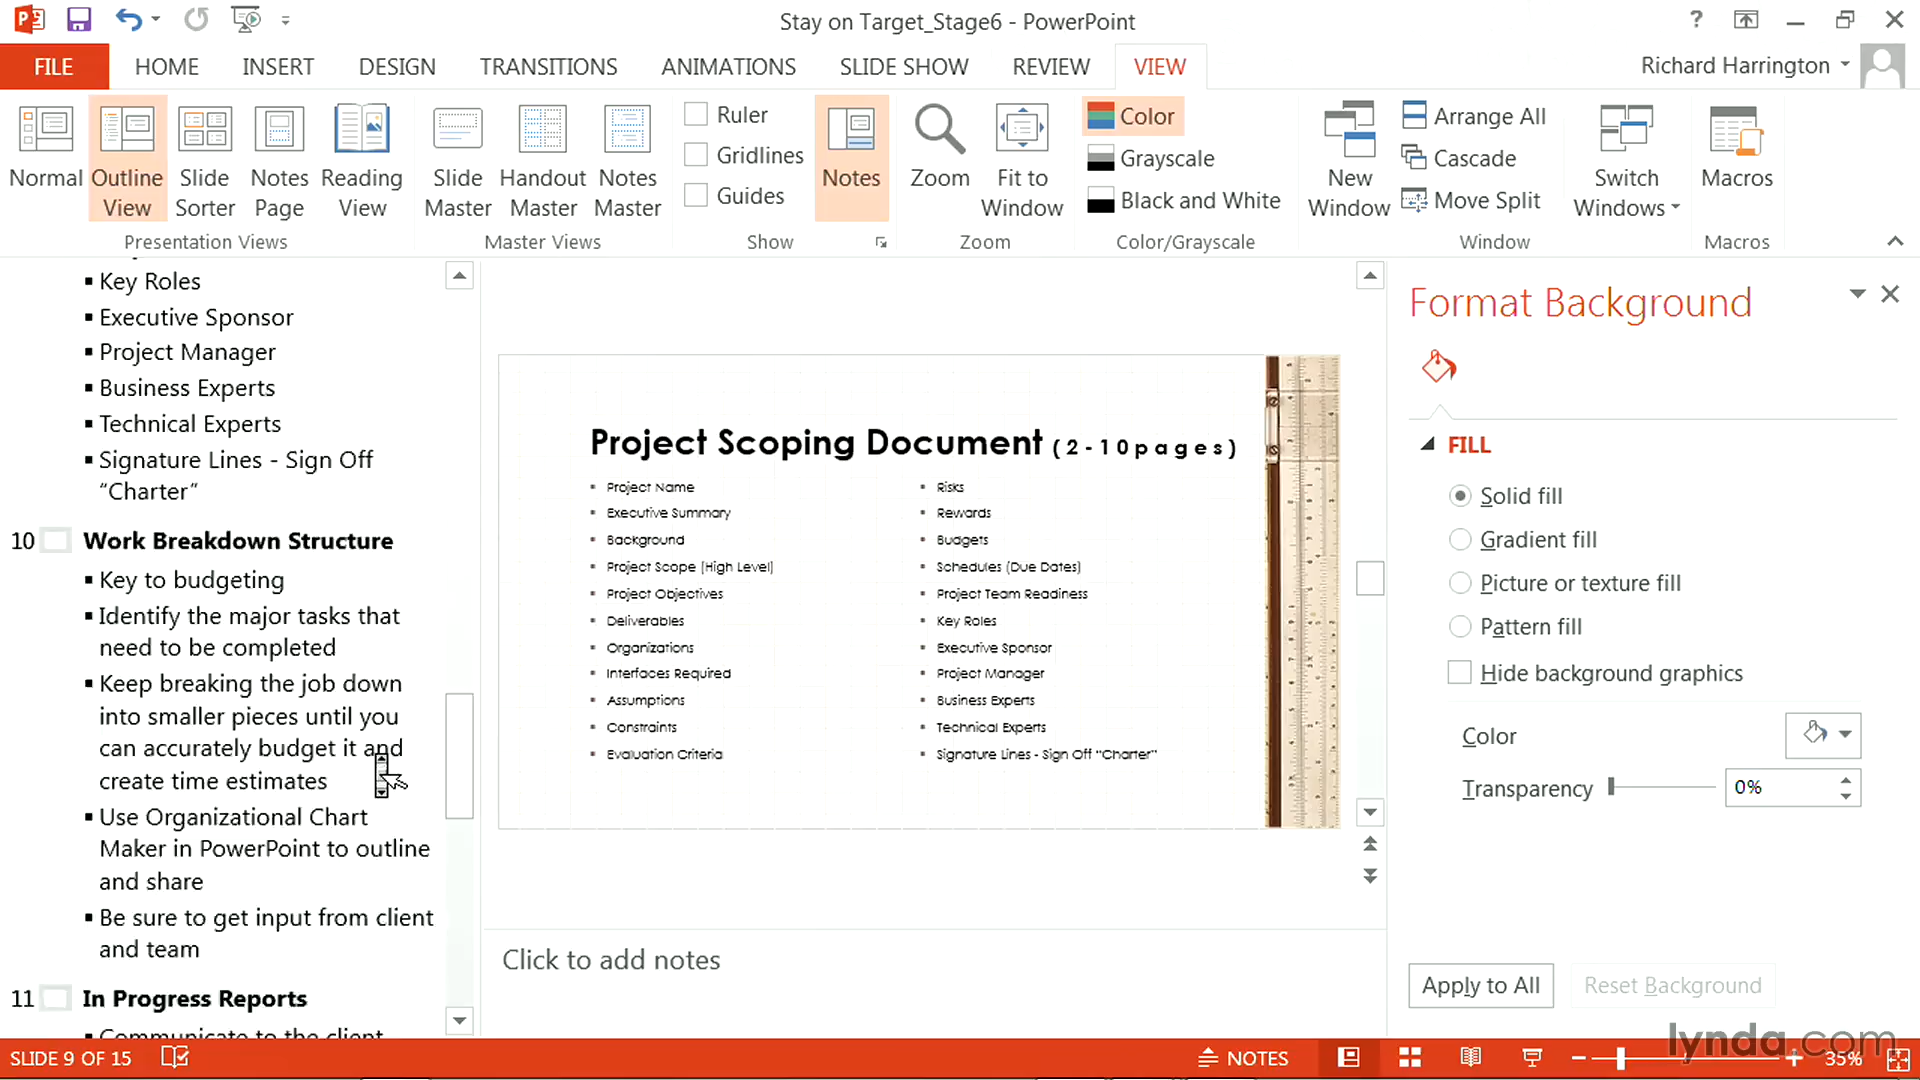 Stay on Target_Stage6 - PowerPoint
?
FILE
HOME
INSERT
DESIGN
TRANSITIONS
ANIMATIONS
SLIDE SHOW
REVIEW
VIEW
Richard Harrington
Normal
Outline View
Slide Sorter
Notes Page
Reading View
Presentation Views
Slide Master
Handout Master
Notes Master
Master Views
Ruler
Gridlines
Guides
Show
Notes
Zoom
Fit to Window
Zoom
Color
Grayscale
Black and White
Color/Grayscale
New Window
Arrange All
Cascade
Move Split
Switch Windows
Window
Macros
Macros
Key Roles
Executive Sponsor
Project Manager
Business Experts
Technical Experts
Signature Lines - Sign Off
“Charter”
10 Work Breakdown Structure
Key to budgeting
Identify the major tasks that
need to be completed
Keep breaking the job down
into smaller pieces until you
can accurately budget it and
create time estimates
Use Organizational Chart
Maker in PowerPoint to outline
and share
Be sure to get input from client
and team
11 In Progress Reports
Communicate to the client
Project Scoping Document (2-10pages)
Project Name
Executive Summary
Background
Project Scope (High Level)
Project Objectives
Deliverables
Organizations
Interfaces Required
Assumptions
Constraints
Evaluation Criteria
Risks
Rewards
Budgets
Schedules (Due Dates)
Project Team Readiness
Key Roles
Executive Sponsor
Project Manager
Business Experts
Technical Experts
Signature Lines - Sign Off “Charter”
Click to add notes
Format Background
FILL
Solid fill
Gradient fill
Picture or texture fill
Pattern fill
Hide background graphics
Color
Transparency
0%
Apply to All
Reset Background
SLIDE 9 OF 15
NOTES
35%
lynda.com